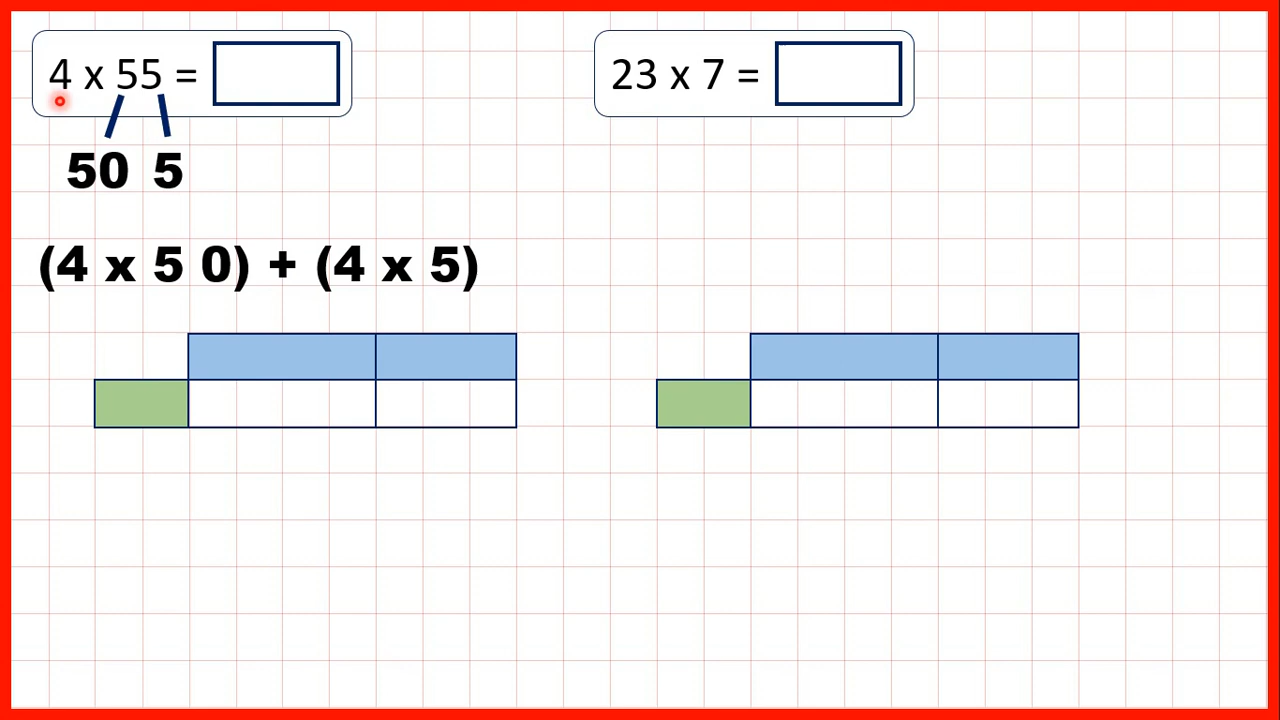 4 x 55 =
23 x 7 =
50 5
(4 x 5 0) + (4 x 5)